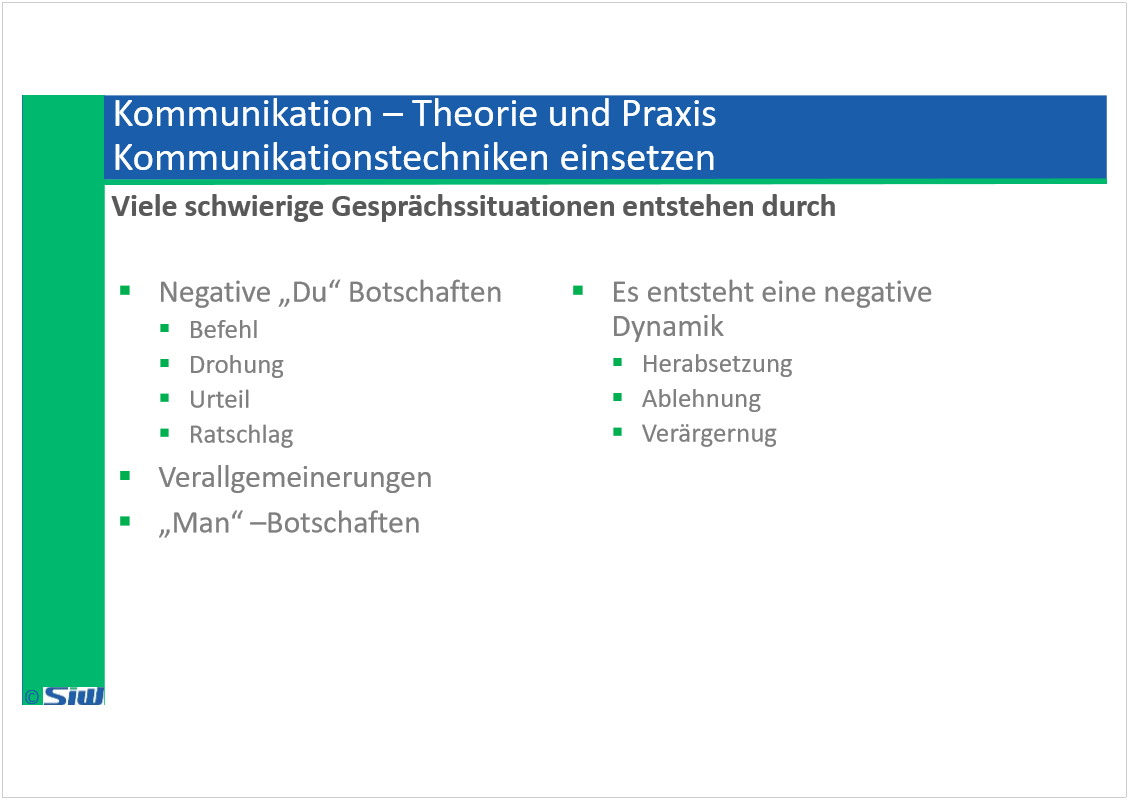 Kommunikation – Theorie und Praxis
Kommunikationstechniken einsetzen
Viele schwierige Gesprächssituationen entstehen durch
Negative „Du“ Botschaften
Befehl
Drohung
Urteil
Ratschlag
Verallgemeinerungen
„Man“ –Botschaften
Es entsteht eine negative
Dynamik
Herabsetzung
Ablehnung
Verärgernug
© SiW